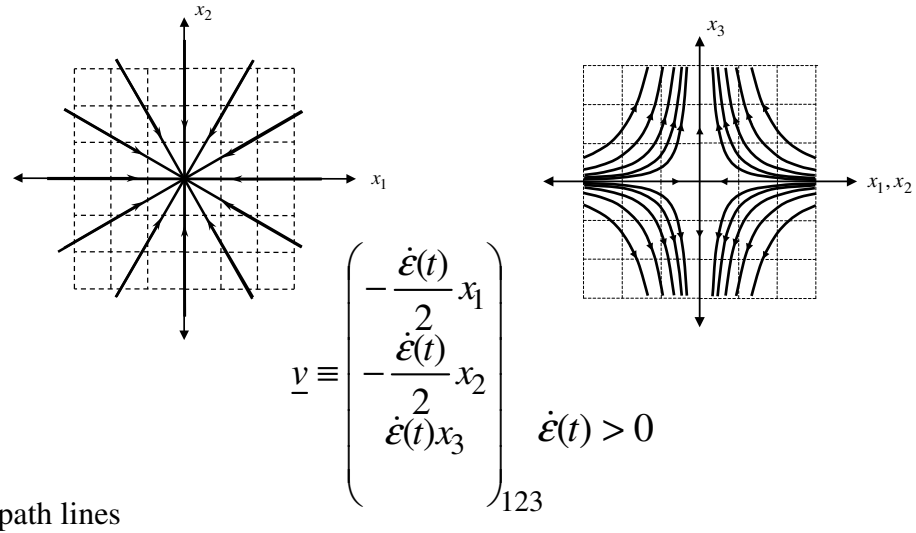 x₂
x₃
x₁
x₁, x₂
v ≡ ( − ε̇(t)/2 x₁
− ε̇(t)/2 x₂
ε̇(t)x₃ )₁₂₃ ε̇(t) > 0
path lines